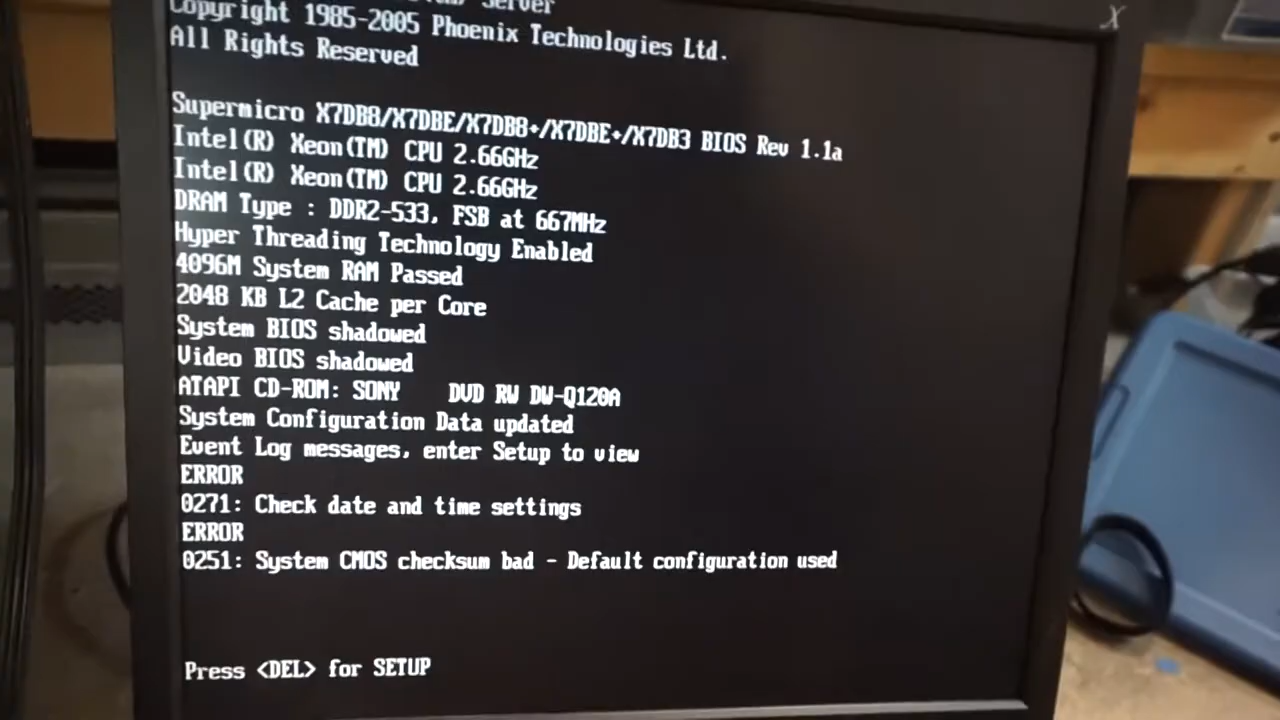 Server
Copyright 1985-2005 Phoenix Technologies Ltd.
All Rights Reserved
Supermicro X7DB8/X7DBE/X7DB8+/X7DBE+/X7DB3 BIOS Rev 1.1a
Intel(R) Xeon(TM) CPU 2.66GHz
Intel(R) Xeon(TM) CPU 2.66GHz
DRAM Type : DDR2-533, FSB at 667MHz
Hyper Threading Technology Enabled
4096M System RAM Passed
2048 KB L2 Cache per Core
System BIOS shadowed
Video BIOS shadowed
ATAPI CD-ROM: SONY DVD RW DW-Q120A
System Configuration Data updated
Event Log messages, enter Setup to view
ERROR
0271: Check date and time settings
ERROR
0251: System CMOS checksum bad - Default configuration used
Press <DEL> for SETUP